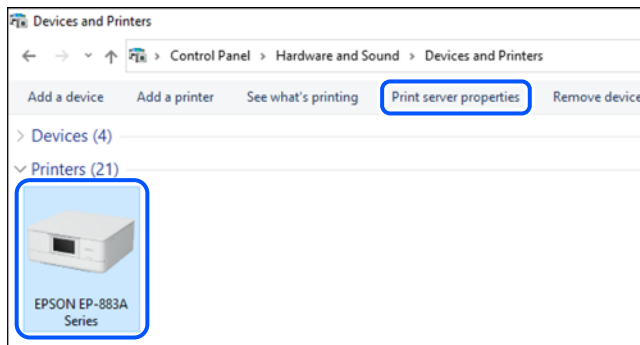 Devices and Printers
Control Panel > Hardware and Sound > Devices and Printers
Add a device Add a printer See what's printing Print server properties Remove device
Devices (4)
Printers (21)
EPSON EP-883A
Series